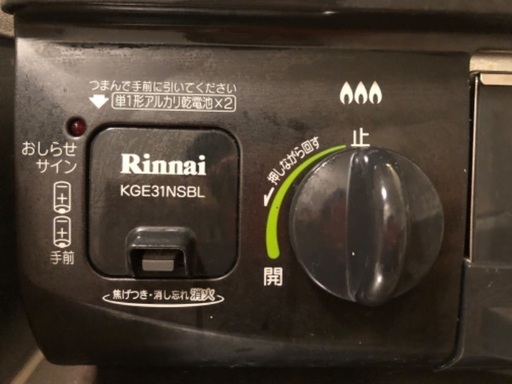 つまんで手前に引いてください
単1形アルカリ乾電池×2
おしらせ
サイン
手前
Rinnai
KGE31NSBL
焦げつき・消し忘れ消火
止
押しながら回す
開